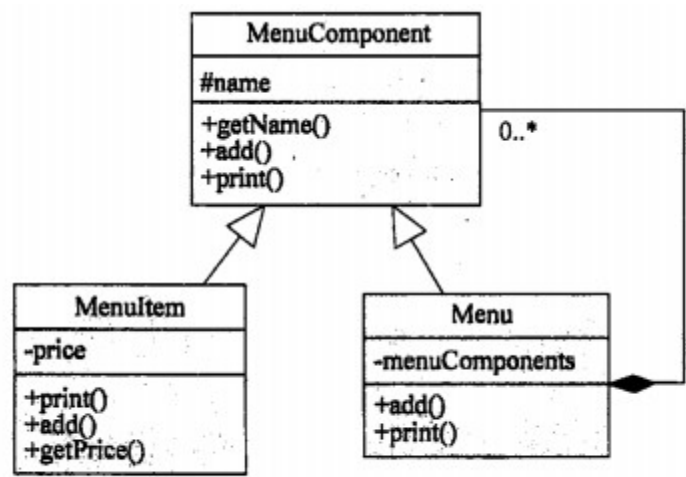 MenuComponent
#name
+getName()
+add()
+print()
0..*
MenuItem
-price
+print()
+add()
+getPrice()
Menu
-menuComponents
+add()
+print()